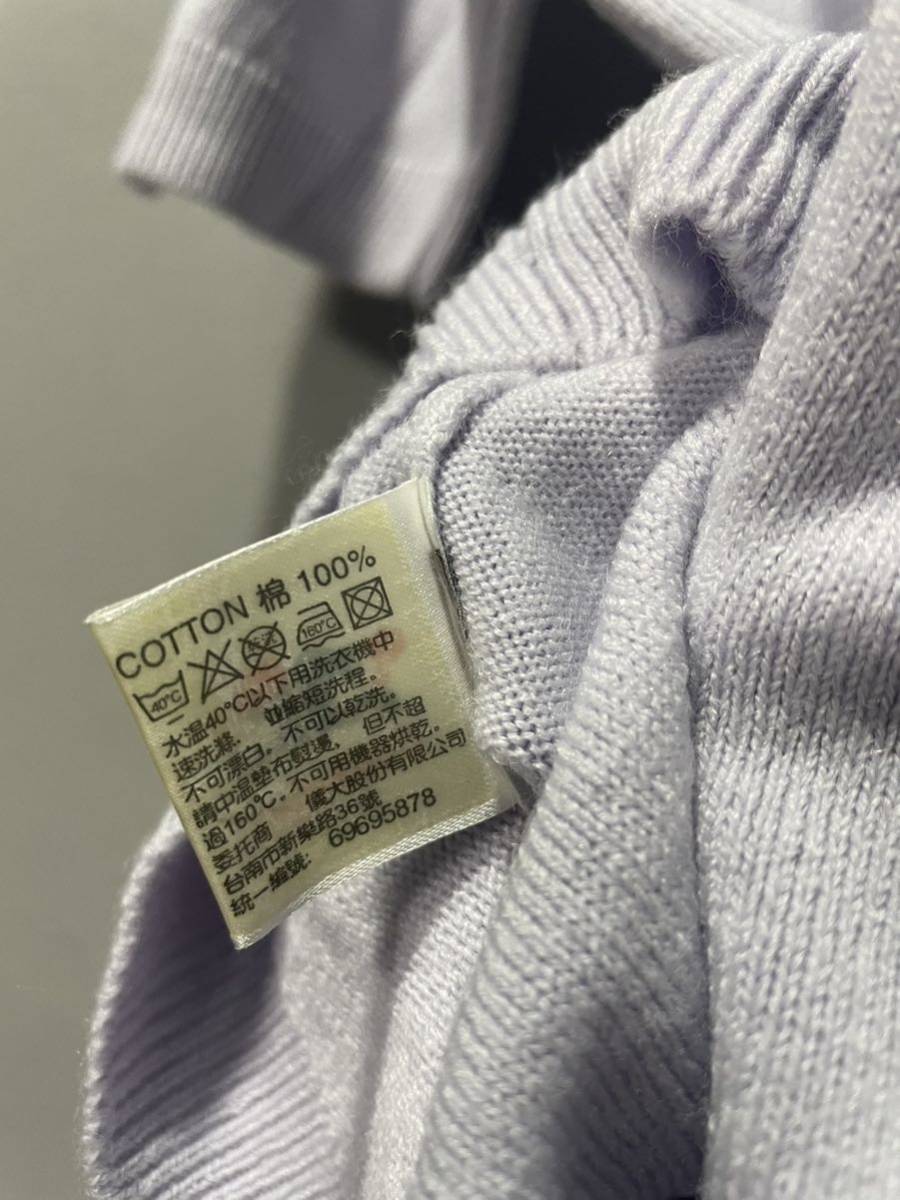 COTTON 棉 100%
40°C 乾洗 160°C
水溫40°C以下用洗衣機中
速洗滌． 並縮短洗程．
不可漂白．不可以乾洗．
請中溫墊布熨燙， 但不超
過160°C．不可用機器烘乾．
委托商 儀大股份有限公司
台南市新樂路36號
統一編號： 69695878